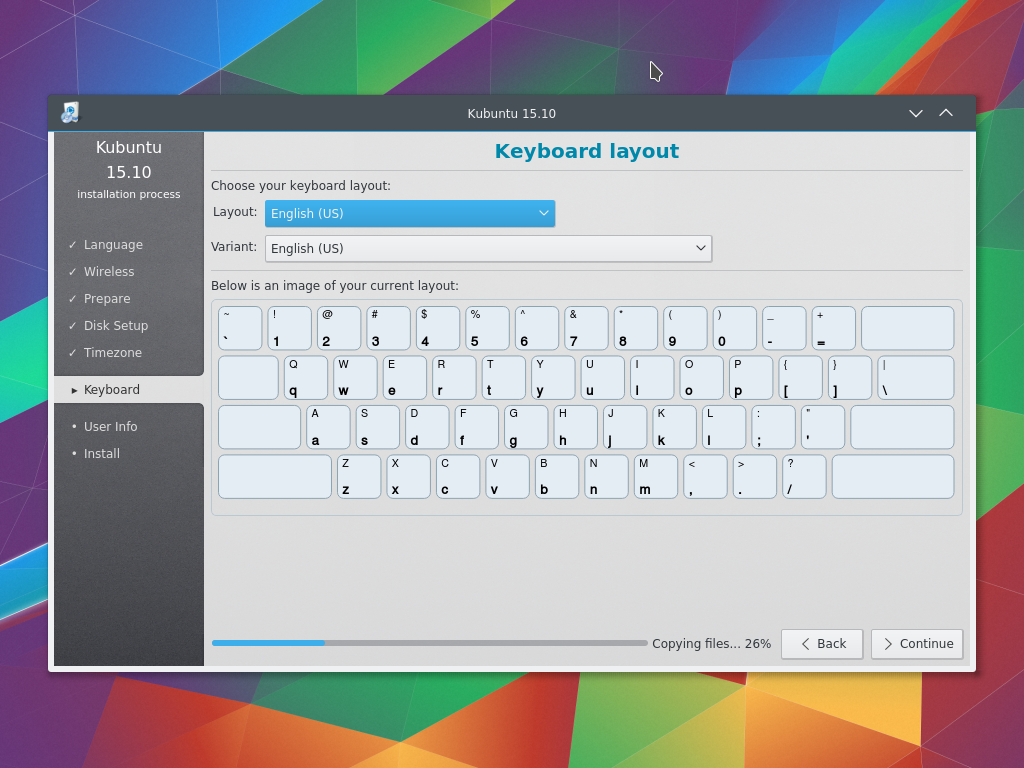 Kubuntu 15.10
Kubuntu
15.10
installation process
✓ Language
✓ Wireless
✓ Prepare
✓ Disk Setup
✓ Timezone
▸ Keyboard
• User Info
• Install
Keyboard layout
Choose your keyboard layout:
Layout: English (US)
Variant: English (US)
Below is an image of your current layout:
~ ! @ # $ % ^ & * ( ) _ +
` 1 2 3 4 5 6 7 8 9 0 - =
Q W E R T Y U I O P { } |
q w e r t y u i o p [ ] \
A S D F G H J K L : "
a s d f g h j k l ; '
Z X C V B N M < > ?
z x c v b n m , . /
Copying files... 26% Back Continue